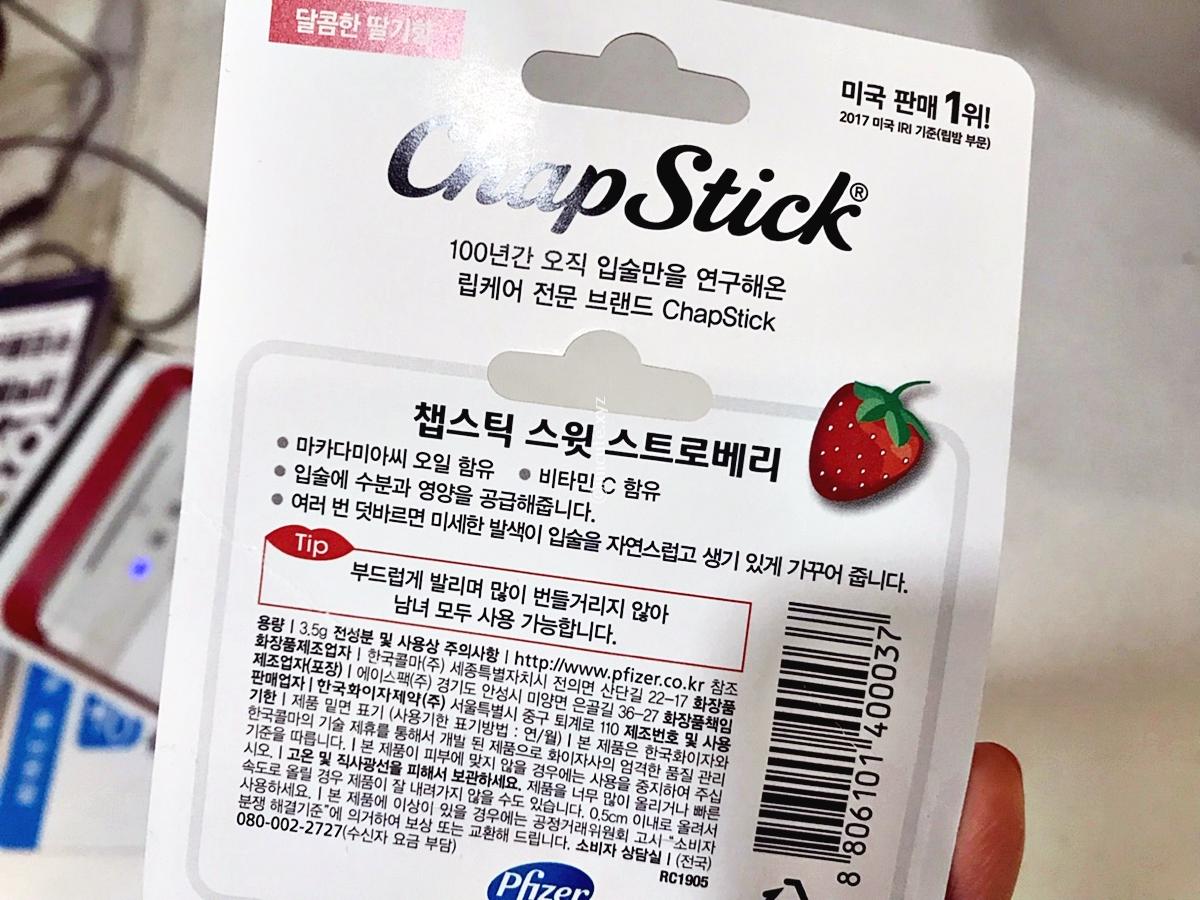 달콤한 딸기향
미국 판매 1위!
2017 미국 IRI 기준(립밤 부문)
ChapStick®
100년간 오직 입술만을 연구해온
립케어 전문 브랜드 ChapStick
챕스틱 스윗 스트로베리
● 마카다미아씨 오일 함유 ● 비타민 C 함유
● 입술에 수분과 영양을 공급해줍니다.
● 여러 번 덧바르면 미세한 발색이 입술을 자연스럽고 생기 있게 가꾸어 줍니다.
Tip
부드럽게 발리며 많이 번들거리지 않아
남녀 모두 사용 가능합니다.
용량 | 3.5g 전성분 및 사용상 주의사항 | http://www.pfizer.co.kr 참조
화장품제조업자 | 한국콜마(주) 세종특별자치시 전의면 산단길 22-17 화장품
제조업자(포장) | 에이스팩(주) 경기도 안성시 미양면 은골길 36-27 화장품책임
판매업자 | 한국화이자제약(주) 서울특별시 중구 퇴계로 110 제조번호 및 사용
기한 | 제품 밑면 표기 (사용기한 표기방법 : 연/월) | 본 제품은 한국화이자와
한국콜마의 기술 제휴를 통해서 개발 된 제품으로 화이자사의 엄격한 품질 관리
기준을 따릅니다. | 본 제품이 피부에 맞지 않을 경우에는 사용을 중지하여 주십
시오. | 고온 및 직사광선을 피해서 보관하세요. 제품을 너무 많이 올리거나 빠른
속도로 올릴 경우 제품이 잘 내려가지 않을 수도 있습니다. 0.5cm 이내로 올려서
사용하세요. | 본 제품에 이상이 있을 경우에는 공정거래위원회 고시 "소비자
분쟁 해결기준"에 의거하여 보상 또는 교환해 드립니다. 소비자 상담실 | (전국)
080-002-2727(수신자 요금 부담)
RC1905
8 806101 400037
Pfizer